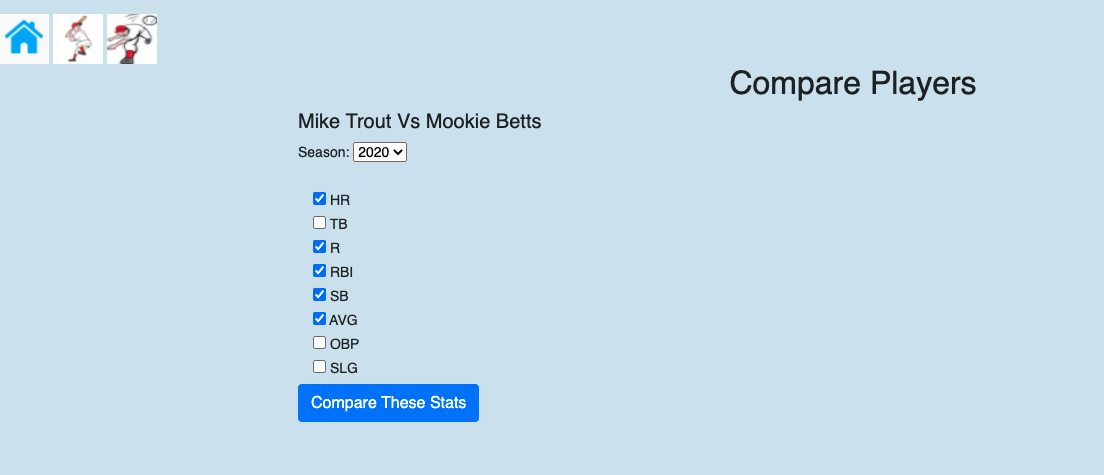 Compare Players
Mike Trout Vs Mookie Betts
Season: 2020
HR
TB
R
RBI
SB
AVG
OBP
SLG
Compare These Stats